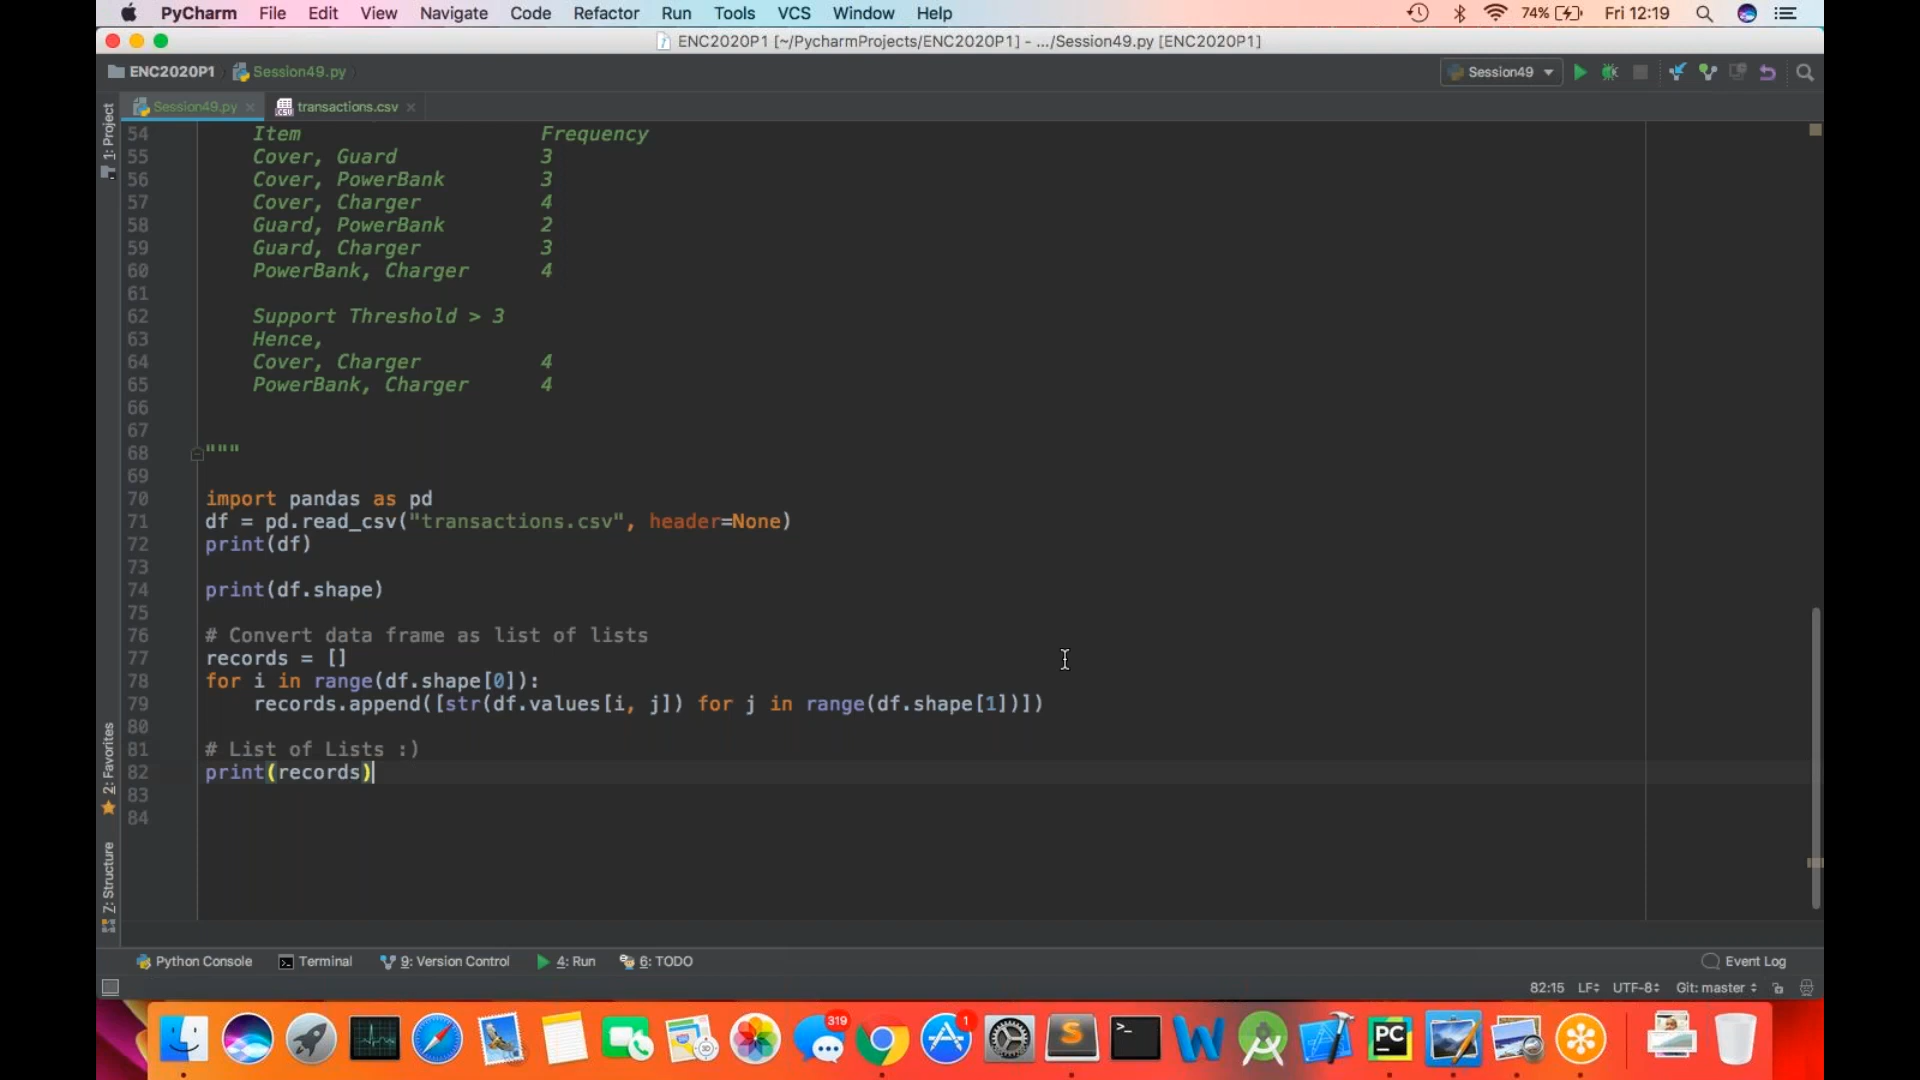 PyCharm File Edit View Navigate Code Refactor Run Tools VCS Window Help 74% Fri 12:19
ENC2020P1 [~/PycharmProjects/ENC2020P1] - .../Session49.py [ENC2020P1]
ENC2020P1 Session49.py Session49
Session49.py transactions.csv
1: Project
2: Favorites
Z: Structure
54 Item Frequency
55 Cover, Guard 3
56 Cover, PowerBank 3
57 Cover, Charger 4
58 Guard, PowerBank 2
59 Guard, Charger 3
60 PowerBank, Charger 4
61
62 Support Threshold > 3
63 Hence,
64 Cover, Charger 4
65 PowerBank, Charger 4
66
67
68 """
69
70 import pandas as pd
71 df = pd.read_csv("transactions.csv", header=None)
72 print(df)
73
74 print(df.shape)
75
76 # Convert data frame as list of lists
77 records = []
78 for i in range(df.shape[0]):
79 records.append([str(df.values[i, j]) for j in range(df.shape[1])])
80
81 # List of Lists :)
82 print(records)
83
84
Python Console Terminal 9: Version Control 4: Run 6: TODO Event Log
82:15 LF UTF-8 Git: master
319 1 PC